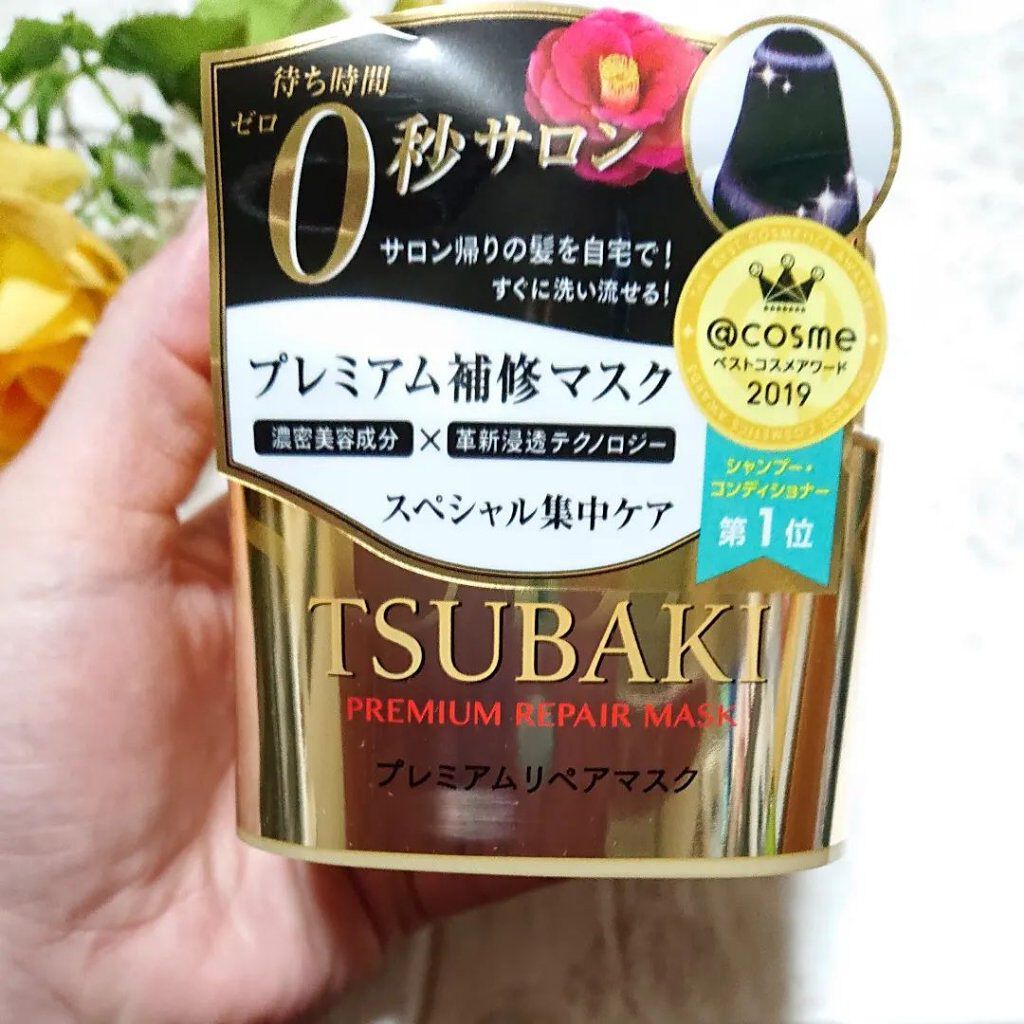 待ち時間
ゼロ
0秒サロン
サロン帰りの髪を自宅で!
すぐに洗い流せる!
@cosme
ベストコスメアワード
2019
シャンプー・
コンディショナー
第1位
プレミアム補修マスク
濃密美容成分×革新浸透テクノロジー
スペシャル集中ケア
TSUBAKI
PREMIUM REPAIR MASK
プレミアムリペアマスク